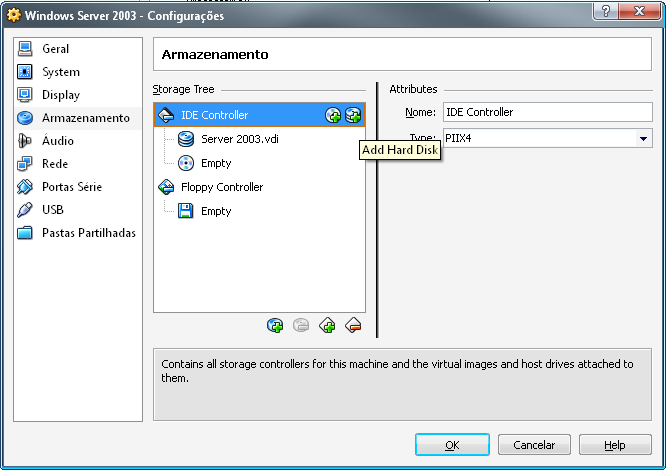 Windows Server 2003 - Configurações
Geral
System
Display
Armazenamento
Áudio
Rede
Portas Série
USB
Pastas Partilhadas
Armazenamento
Storage Tree
IDE Controller
Server 2003.vdi
Empty
Floppy Controller
Empty
Attributes
Nome: IDE Controller
Type: PIIX4
Add Hard Disk
Contains all storage controllers for this machine and the virtual images and host drives attached to
them.
OK Cancelar Help